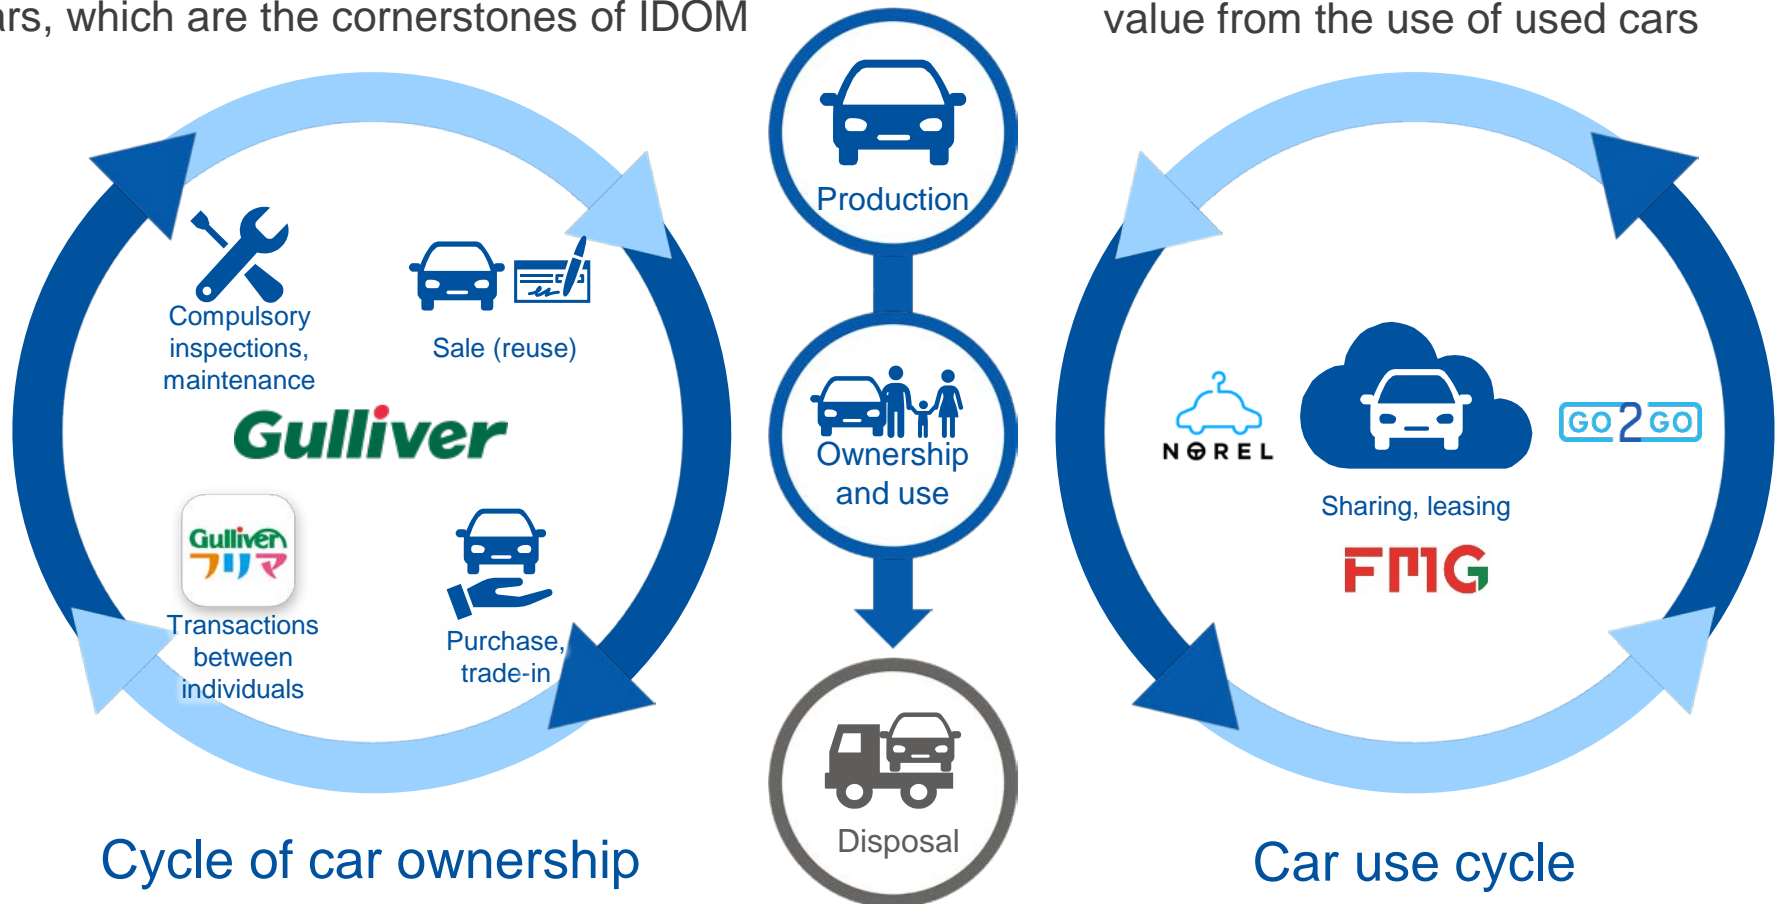 ars, which are the cornerstones of IDOM
value from the use of used cars
Compulsory
inspections,
maintenance
Sale (reuse)
Gulliver
Gulliver
フリマ
Transactions
between
individuals
Purchase,
trade-in
Cycle of car ownership
Production
Ownership
and use
Disposal
NOREL
GO2GO
Sharing, leasing
FMG
Car use cycle